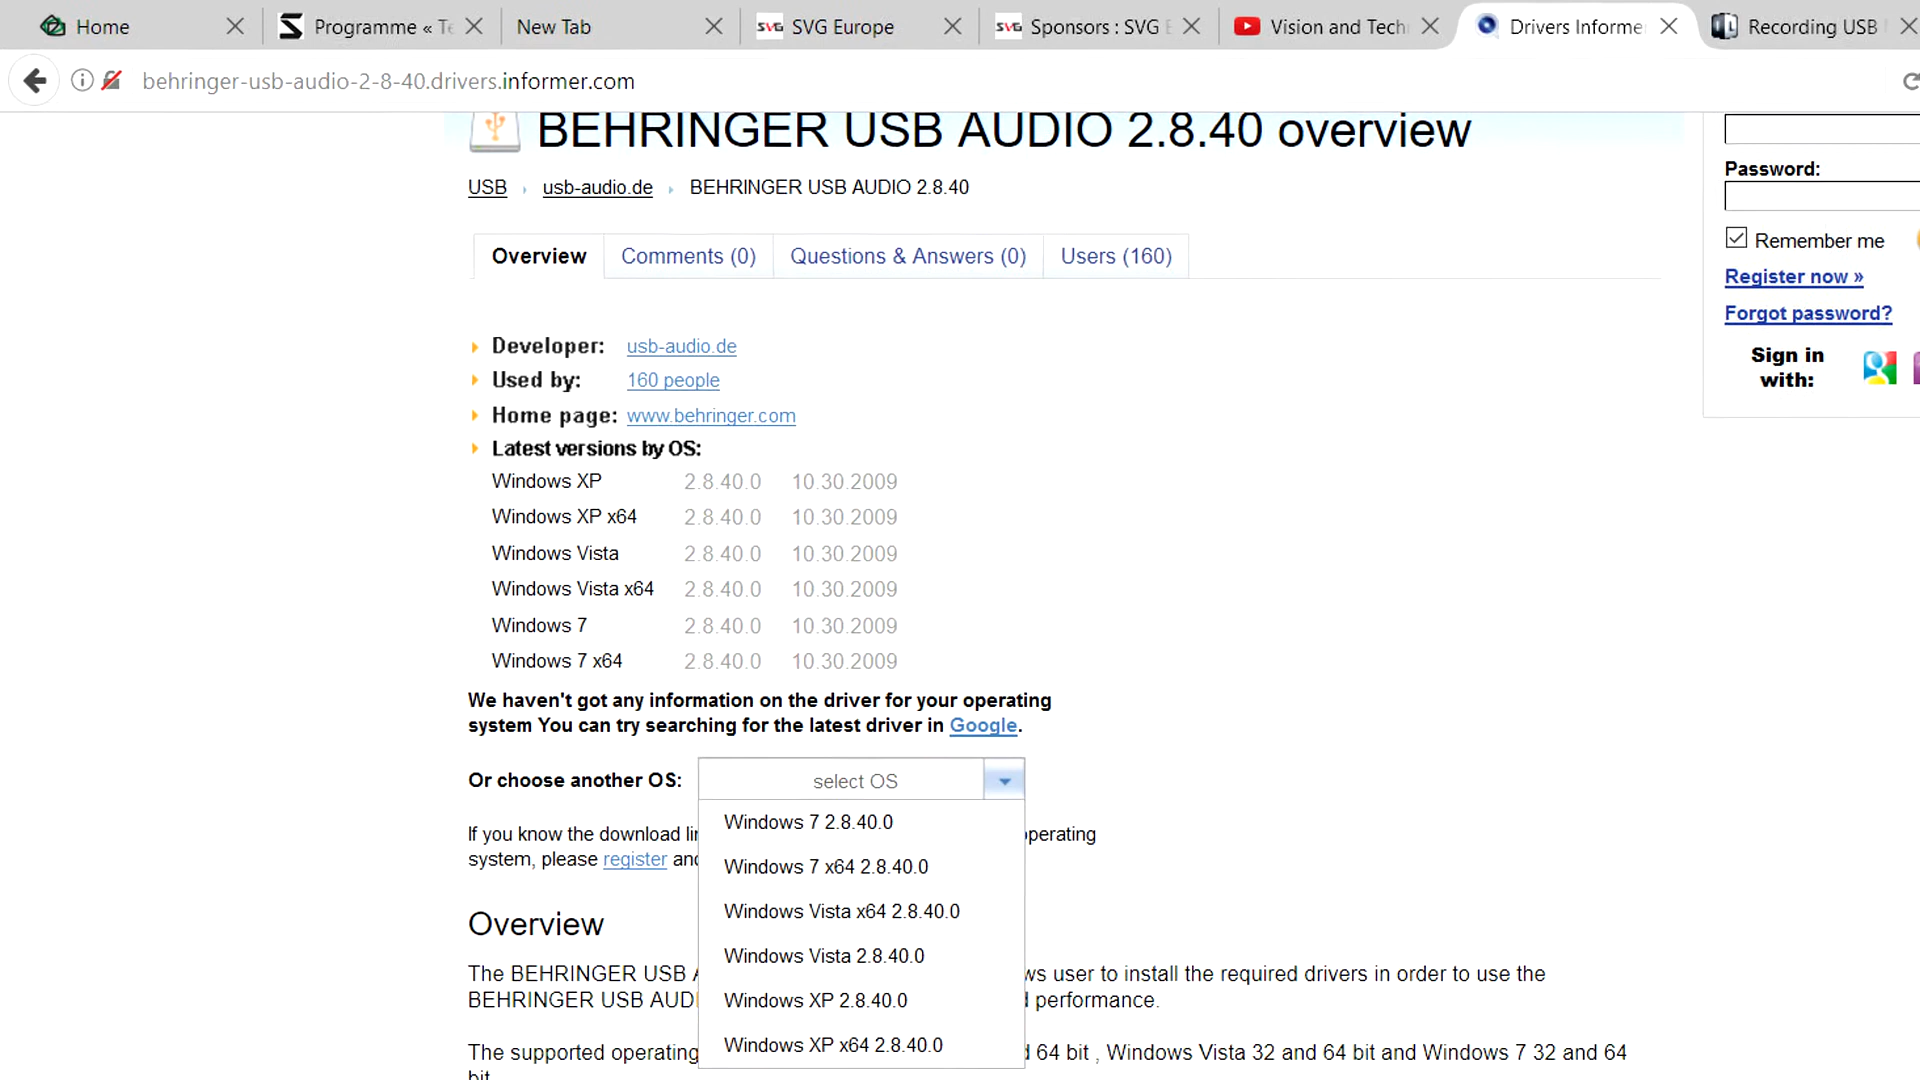 Home
Programme « Te
New Tab
SVG Europe
Sponsors : SVG E
Vision and Tech
Drivers Informer
Recording USB
behringer-usb-audio-2-8-40.drivers.informer.com
BEHRINGER USB AUDIO 2.8.40 overview
USB usb-audio.de BEHRINGER USB AUDIO 2.8.40
Overview Comments (0) Questions & Answers (0) Users (160)
Password:
Remember me
Register now »
Forgot password?
Sign in
with:
Developer: usb-audio.de
Used by: 160 people
Home page: www.behringer.com
Latest versions by OS:
Windows XP 2.8.40.0 10.30.2009
Windows XP x64 2.8.40.0 10.30.2009
Windows Vista 2.8.40.0 10.30.2009
Windows Vista x64 2.8.40.0 10.30.2009
Windows 7 2.8.40.0 10.30.2009
Windows 7 x64 2.8.40.0 10.30.2009
We haven't got any information on the driver for your operating
system You can try searching for the latest driver in Google.
Or choose another OS: select OS
Windows 7 2.8.40.0
Windows 7 x64 2.8.40.0
Windows Vista x64 2.8.40.0
Windows Vista 2.8.40.0
Windows XP 2.8.40.0
Windows XP x64 2.8.40.0
If you know the download perating
system, please register and
Overview
The BEHRINGER USB ws user to install the required drivers in order to use the
BEHRINGER USB AUDI performance.
The supported operating 64 bit , Windows Vista 32 and 64 bit and Windows 7 32 and 64
bit